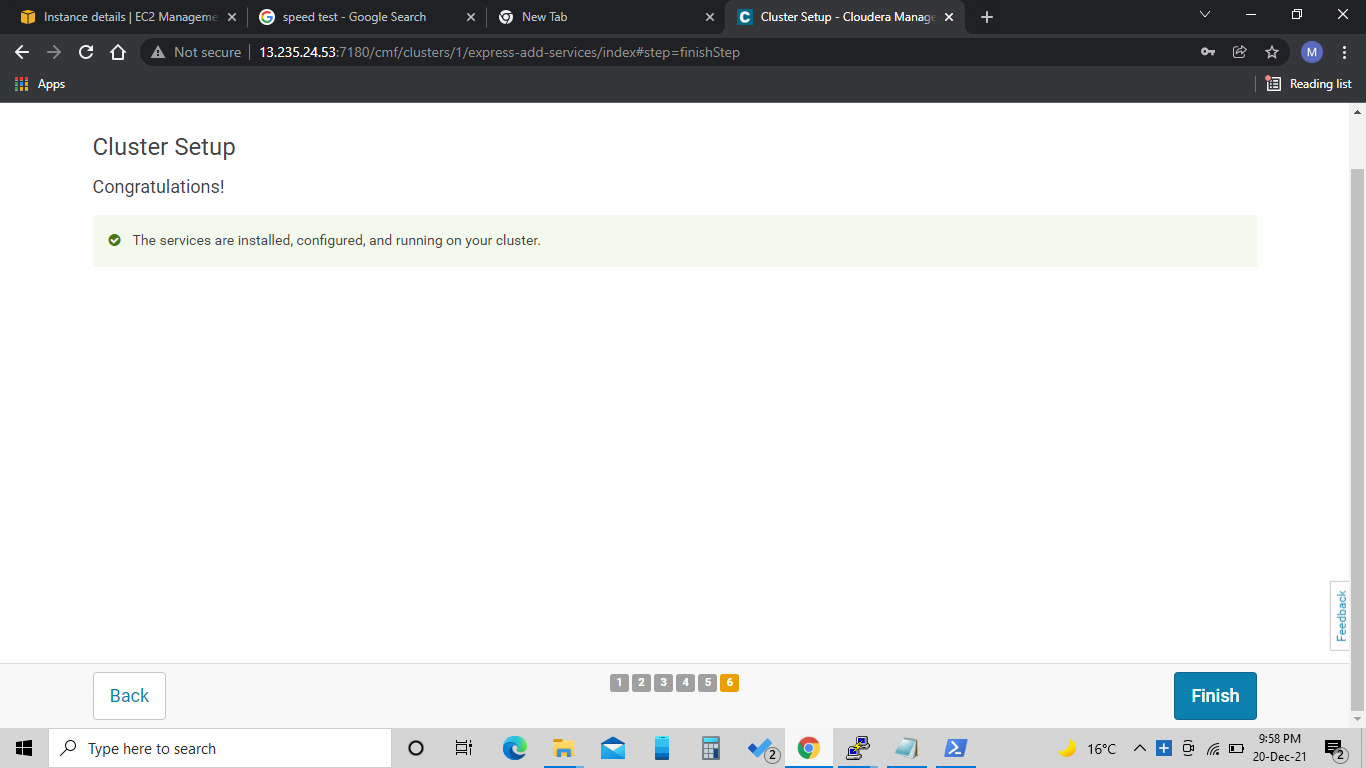 Instance details | EC2 Manageme
speed test - Google Search
New Tab
Cluster Setup - Cloudera Manage
Not secure
13.235.24.53:7180/cmf/clusters/1/express-add-services/index#step=finishStep
M
Apps
Reading list
Cluster Setup
Congratulations!
The services are installed, configured, and running on your cluster.
Feedback
Back
1 2 3 4 5 6
Finish
Type here to search
2
16°C
9:58 PM
20-Dec-21
2